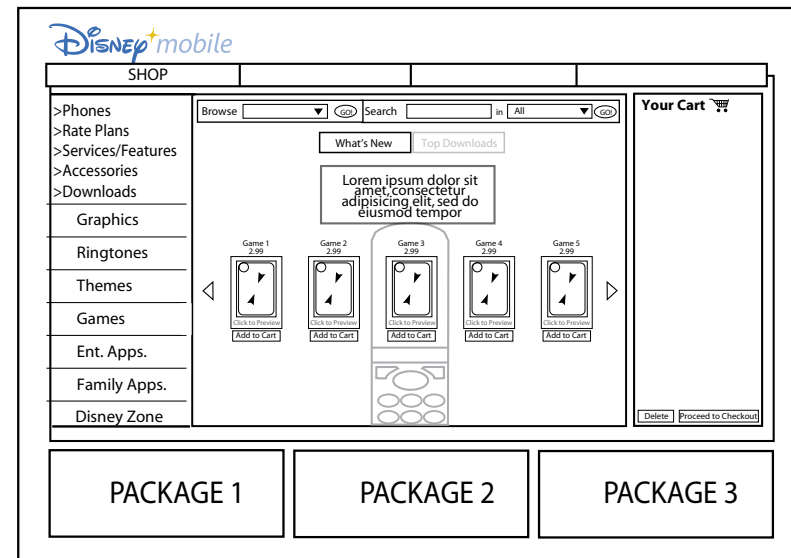 Disney mobile
SHOP
>Phones
>Rate Plans
>Services/Features
>Accessories
>Downloads
Graphics
Ringtones
Themes
Games
Ent. Apps.
Family Apps.
Disney Zone
Browse GO! Search in All GO!
What's New Top Downloads
Lorem ipsum dolor sit
amet, consectetur
adipisicing elit, sed do
eiusmod tempor
Game 1 Game 2 Game 3 Game 4 Game 5
2.99 2.99 2.99 2.99 2.99
Click to Preview Click to Preview Click to Preview Click to Preview Click to Preview
Add to Cart Add to Cart Add to Cart Add to Cart Add to Cart
Your Cart
Delete Proceed to Checkout
PACKAGE 1 PACKAGE 2 PACKAGE 3